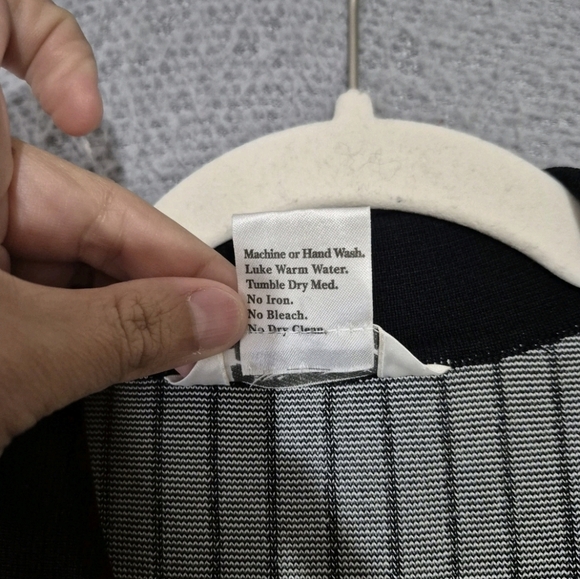 Machine or Hand Wash.
Luke Warm Water.
Tumble Dry Med.
No Iron.
No Bleach.
No Dry Clean.